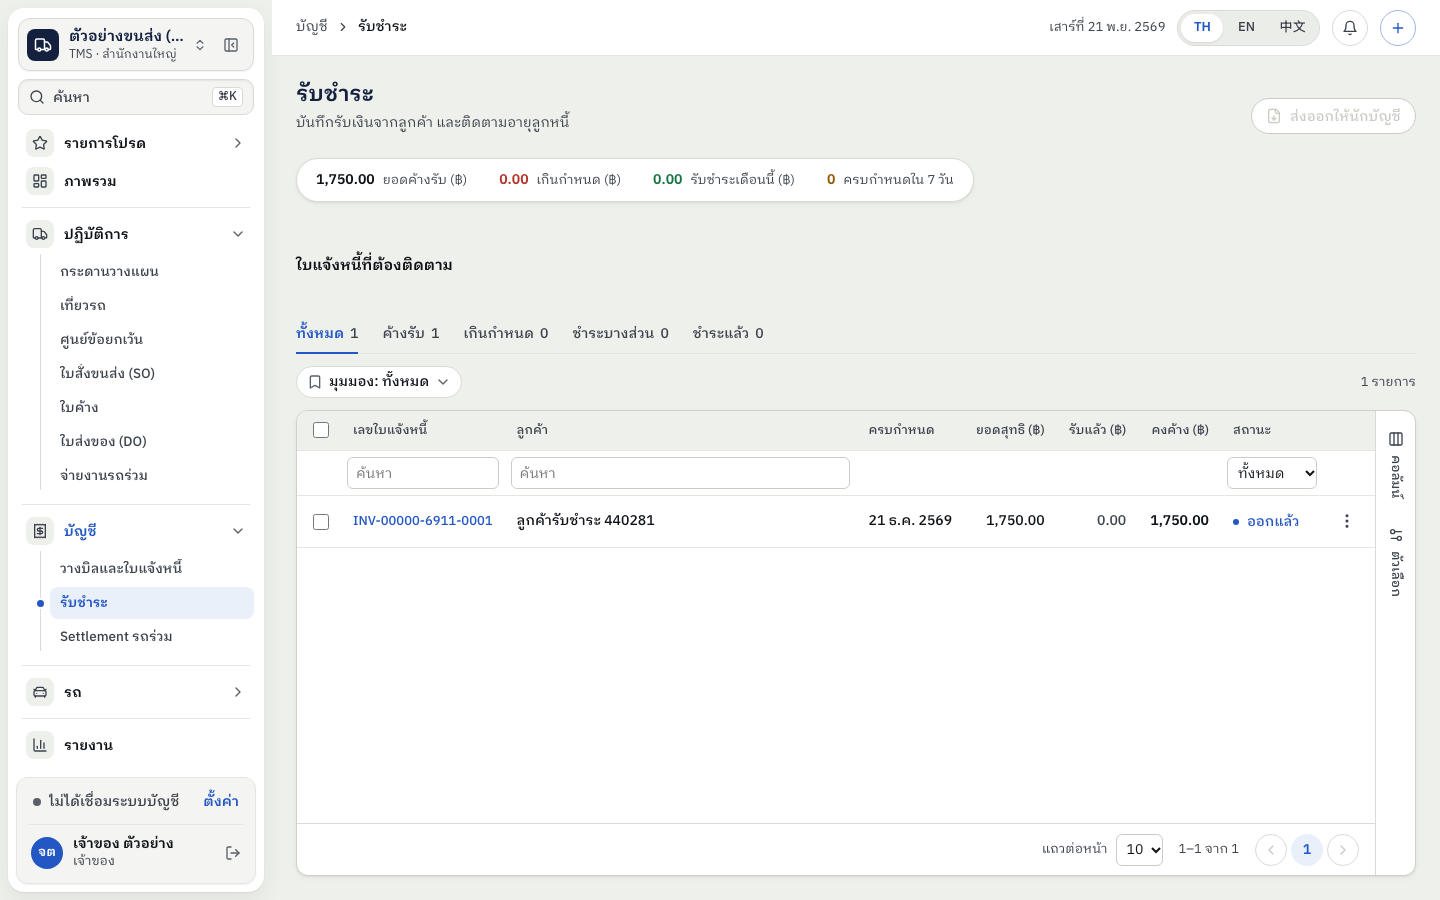 ตัวอย่างขนส่ง (...
TMS · สำนักงานใหญ่
ค้นหา ⌘K
รายการโปรด
ภาพรวม
ปฏิบัติการ
กระดานวางแผน
เที่ยวรถ
ศูนย์ข้อยกเว้น
ใบสั่งขนส่ง (SO)
ใบค้าง
ใบส่งของ (DO)
จ่ายงานรถร่วม
บัญชี
วางบิลและใบแจ้งหนี้
รับชำระ
Settlement รถร่วม
รถ
รายงาน
ไม่ได้เชื่อมระบบบัญชี ตั้งค่า
จต
เจ้าของ ตัวอย่าง
เจ้าของ
บัญชี > รับชำระ
เสาร์ที่ 21 พ.ย. 2569 TH EN 中文
รับชำระ
บันทึกรับเงินจากลูกค้า และติดตามอายุลูกหนี้
ส่งออกให้นักบัญชี
1,750.00 ยอดค้างรับ (฿) 0.00 เกินกำหนด (฿) 0.00 รับชำระเดือนนี้ (฿) 0 ครบกำหนดใน 7 วัน
ใบแจ้งหนี้ที่ต้องติดตาม
ทั้งหมด 1 ค้างรับ 1 เกินกำหนด 0 ชำระบางส่วน 0 ชำระแล้ว 0
มุมมอง: ทั้งหมด
1 รายการ
เลขใบแจ้งหนี้ ลูกค้า ครบกำหนด ยอดสุทธิ (฿) รับแล้ว (฿) คงค้าง (฿) สถานะ
ค้นหา ค้นหา ทั้งหมด
INV-00000-6911-0001 ลูกค้ารับชำระ 440281 21 ธ.ค. 2569 1,750.00 0.00 1,750.00 ออกแล้ว
คอลัมน์
ตัวเลือก
แถวต่อหน้า 10 1–1 จาก 1 1